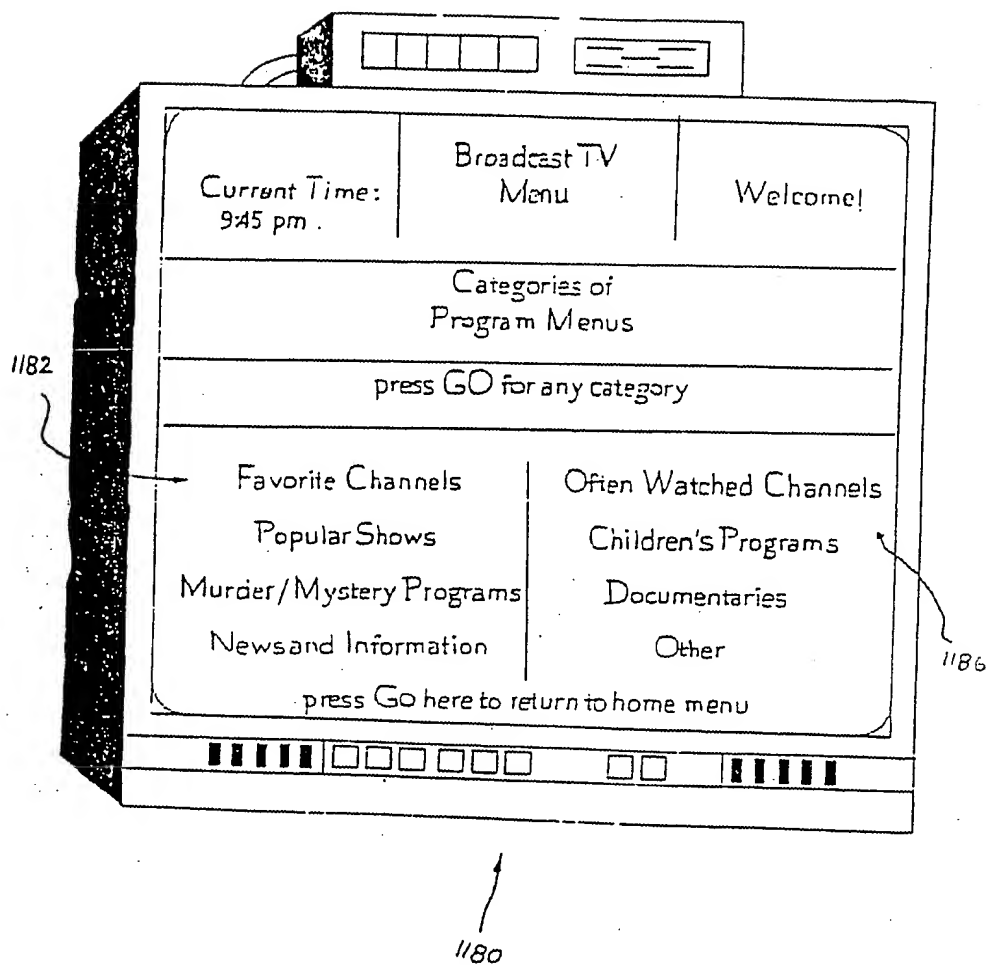 Broadcast TV
Menu
Current Time:
9:45 pm.
Welcome!
Categories of
Program Menus
press GO for any category
1182
Favorite Channels
Often Watched Channels
Popular Shows
Children's Programs
Murder/Mystery Programs
Documentaries
News and Information
Other
1186
press Go here to return to home menu
1180